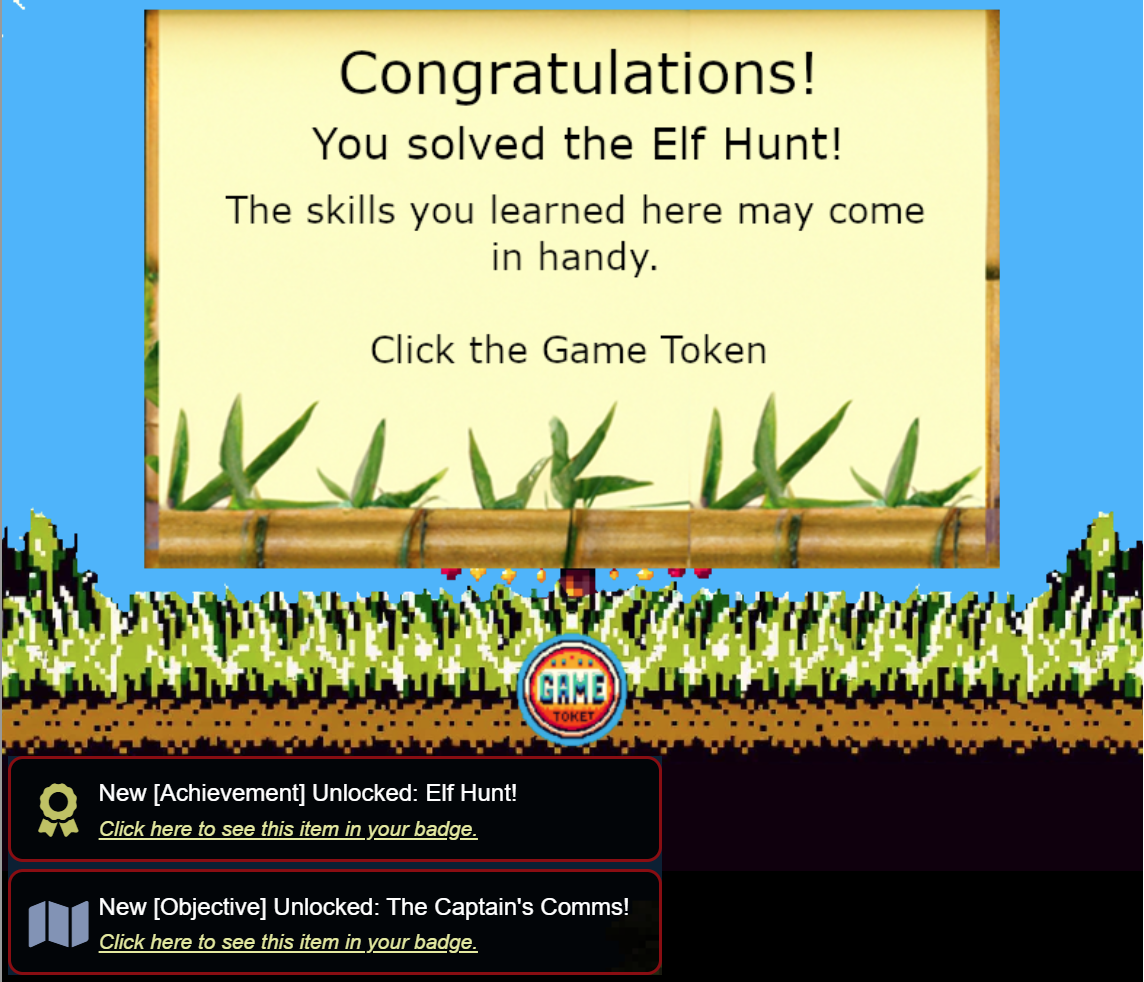 Congratulations!
You solved the Elf Hunt!
The skills you learned here may come
in handy.
Click the Game Token
GAME
TOKET
New [Achievement] Unlocked: Elf Hunt!
Click here to see this item in your badge.
New [Objective] Unlocked: The Captain's Comms!
Click here to see this item in your badge.